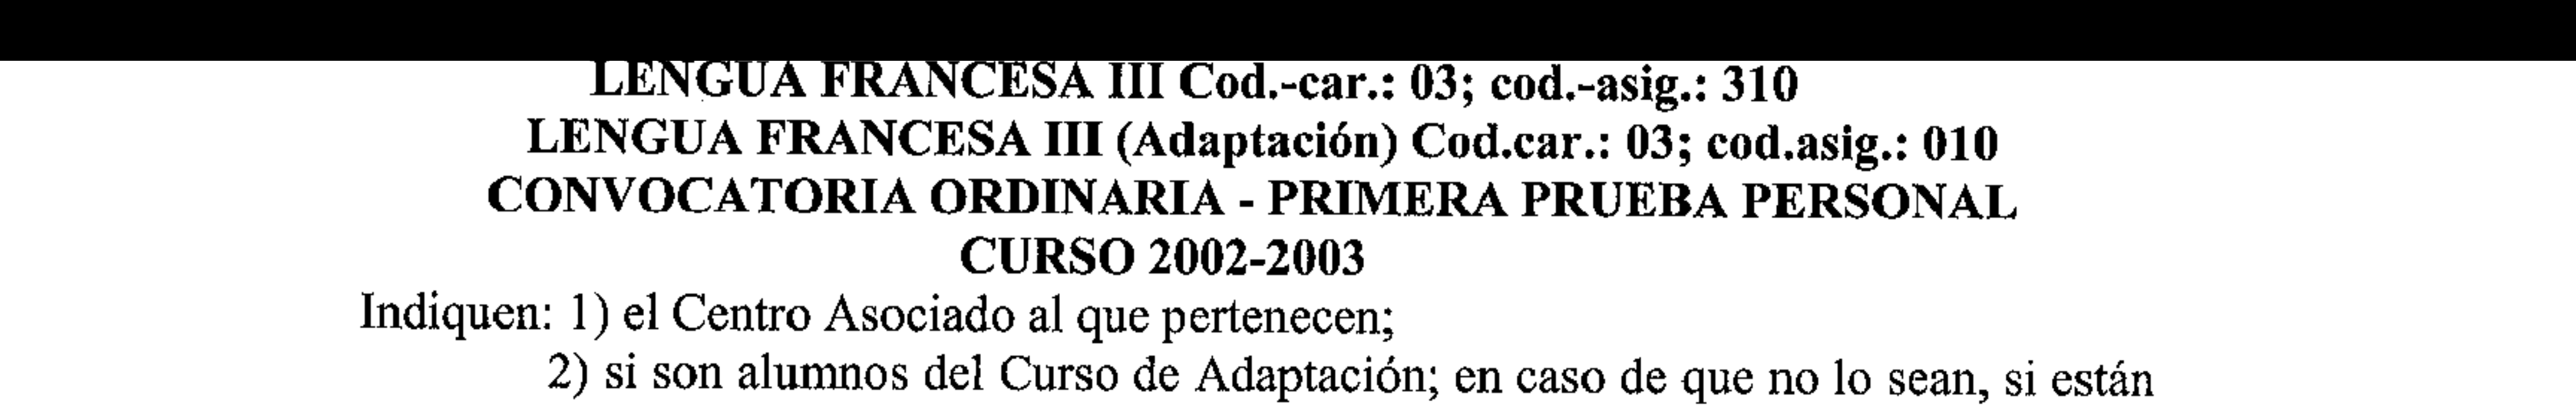 LENGUA FRANCESA III Cod.-car.: 03; cod.-asig.: 310
LENGUA FRANCESA III (Adaptación) Cod.car.: 03; cod.asig.: 010
CONVOCATORIA ORDINARIA - PRIMERA PRUEBA PERSONAL
CURSO 2002-2003
Indiquen: 1) el Centro Asociado al que pertenecen;
2) si son alumnos del Curso de Adaptación; en caso de que no lo sean, si están